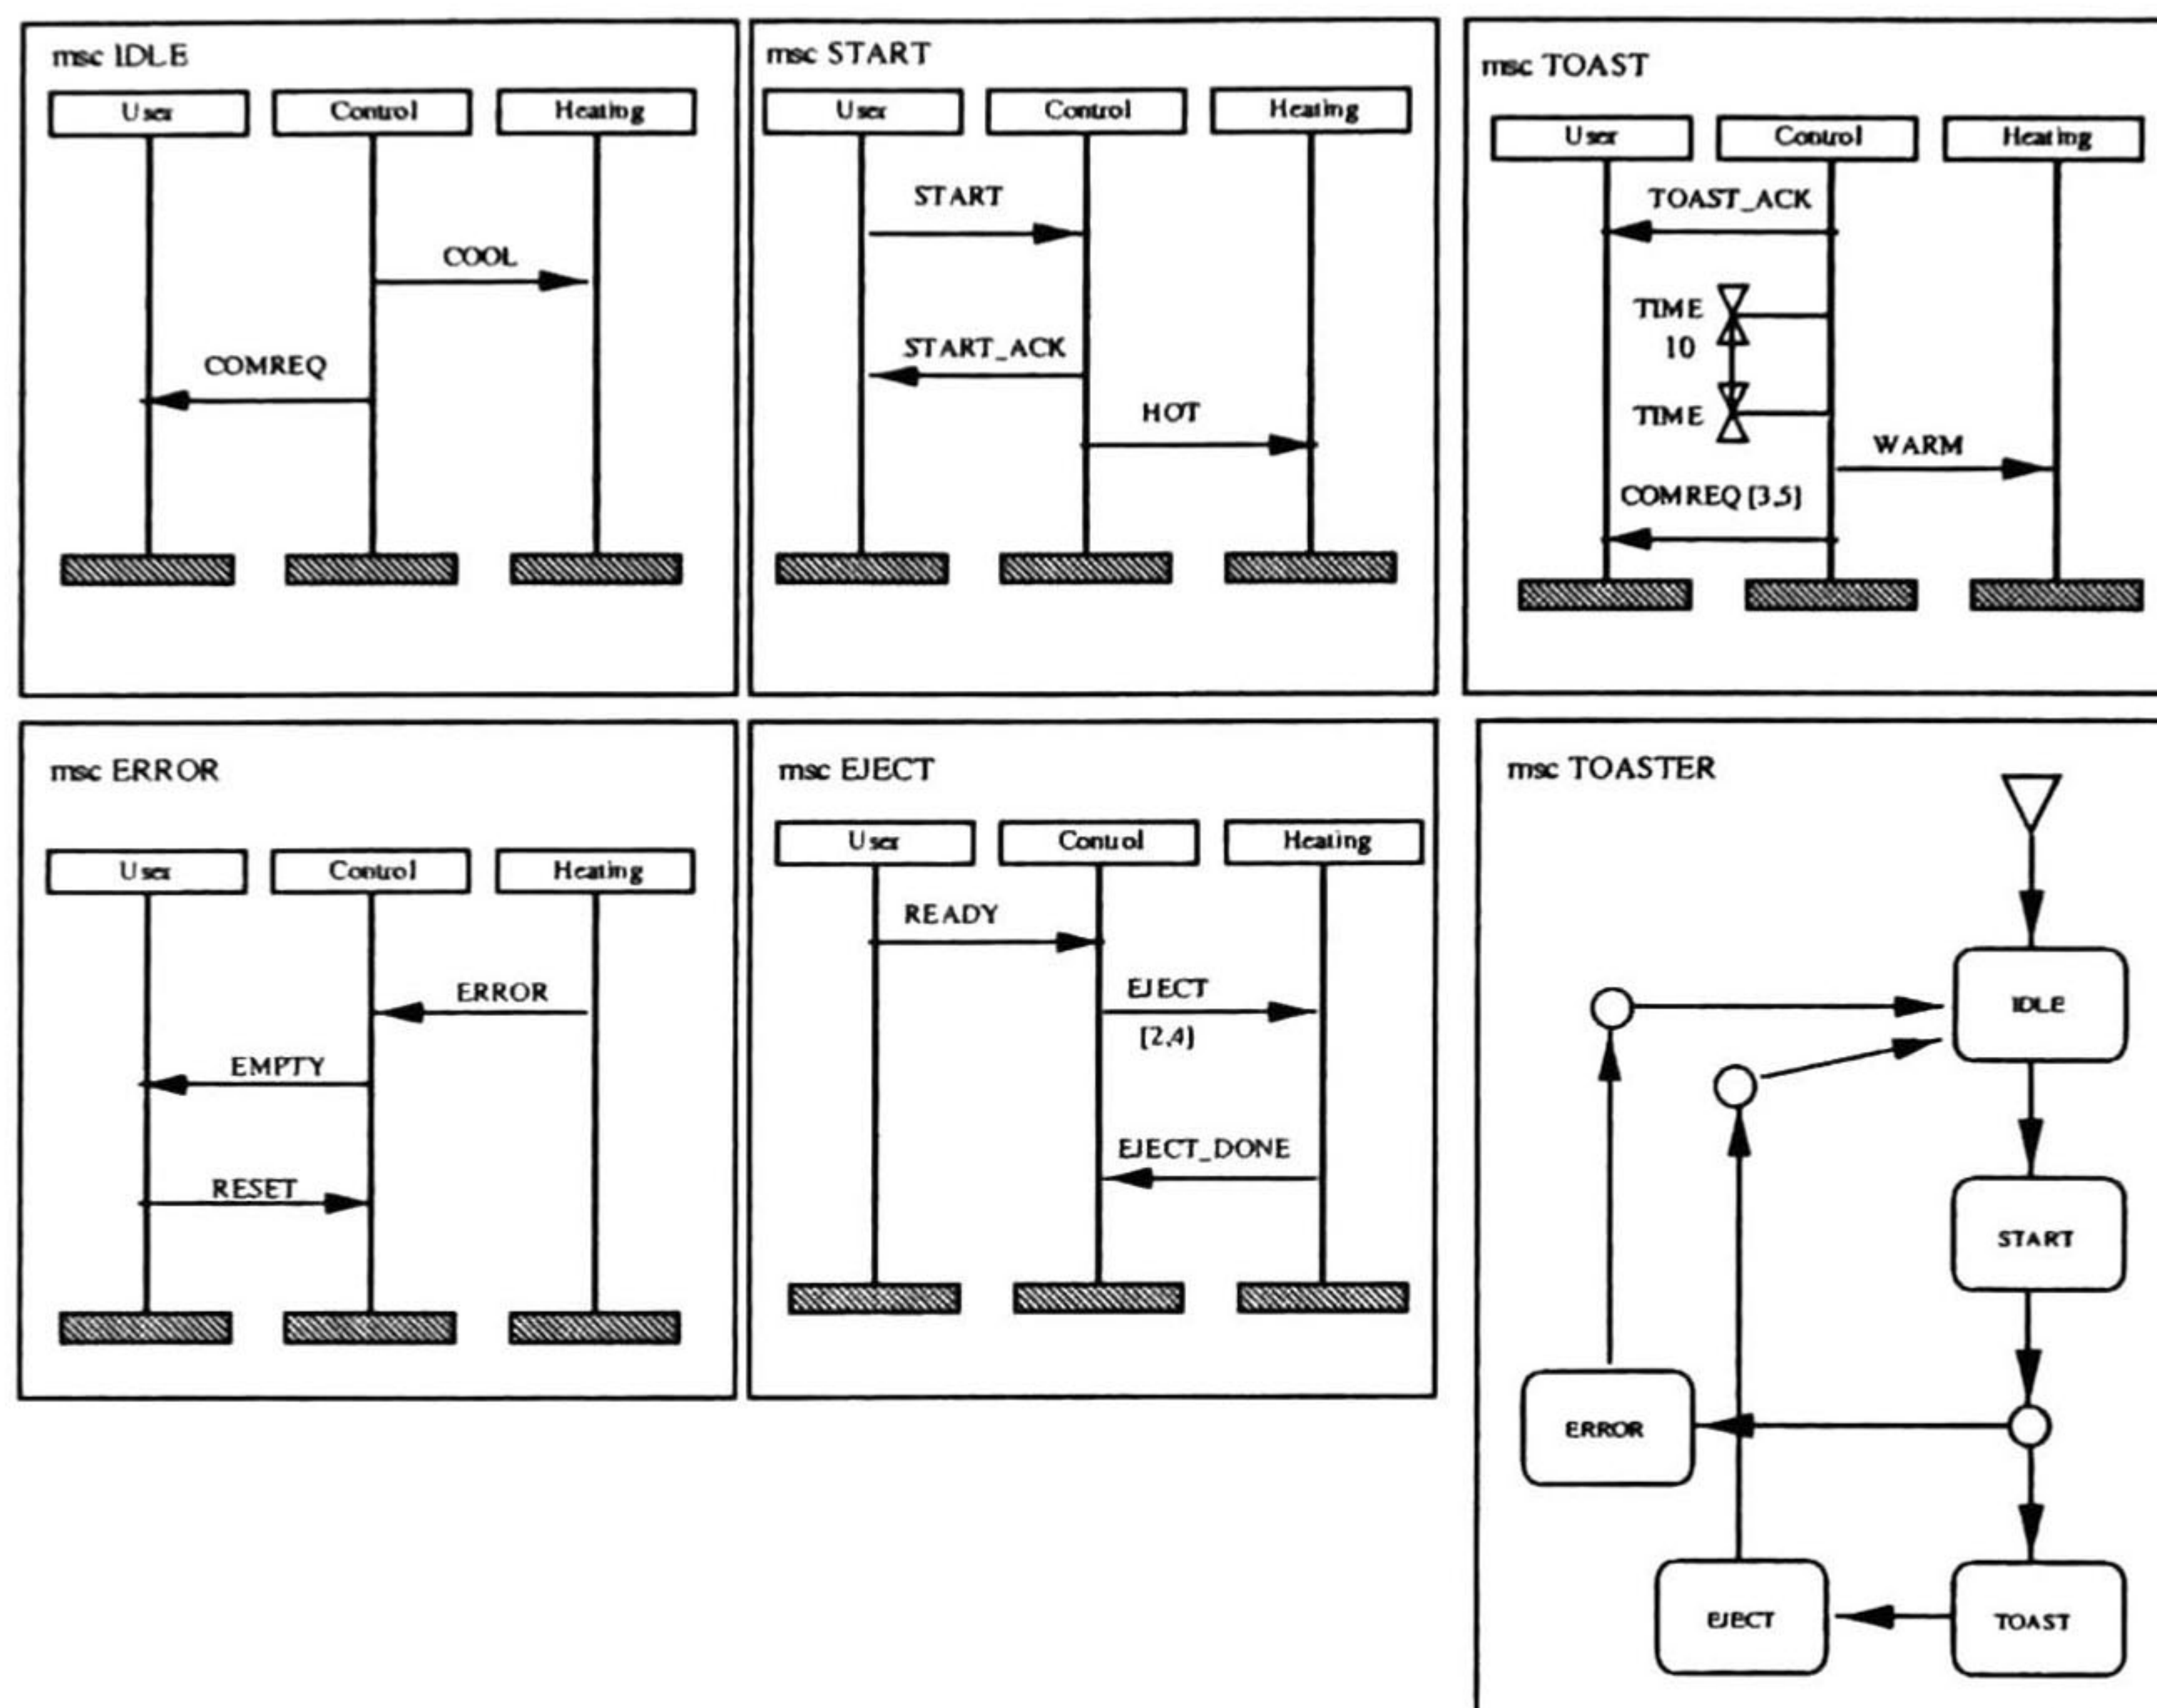 msc IDLE
User
Control
Heating
COOL
COMREQ
msc START
User
Control
Heating
START
START_ACK
HOT
msc TOAST
User
Control
Heating
TOAST_ACK
TIME
10
TIME
WARM
COMREQ [3,5]
msc ERROR
User
Control
Heating
ERROR
EMPTY
RESET
msc EJECT
User
Control
Heating
READY
EJECT
[2,4)
EJECT_DONE
msc TOASTER
IDLE
START
ERROR
EJECT
TOAST